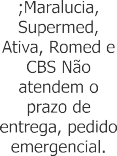 ;Maralucia,
Supermed,
Ativa, Romed e
CBS Não
atendem o
prazo de
entrega, pedido
emergencial.